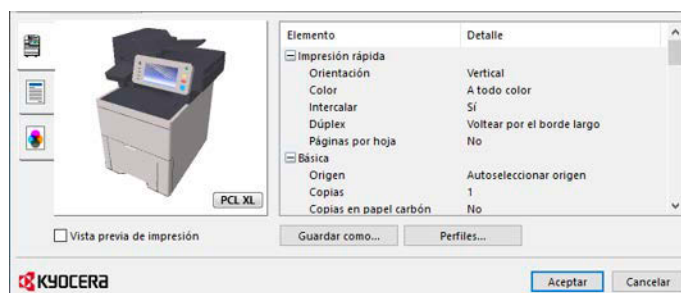 Elemento Detalle
Impresión rápida
Orientación Vertical
Color A todo color
Intercalar Sí
Dúplex Voltear por el borde largo
Páginas por hoja No
Básica
Origen Autoseleccionar origen
Copias 1
Copias en papel carbón No
PCL XL
Vista previa de impresión Guardar como... Perfiles...
KYOCERA Aceptar Cancelar